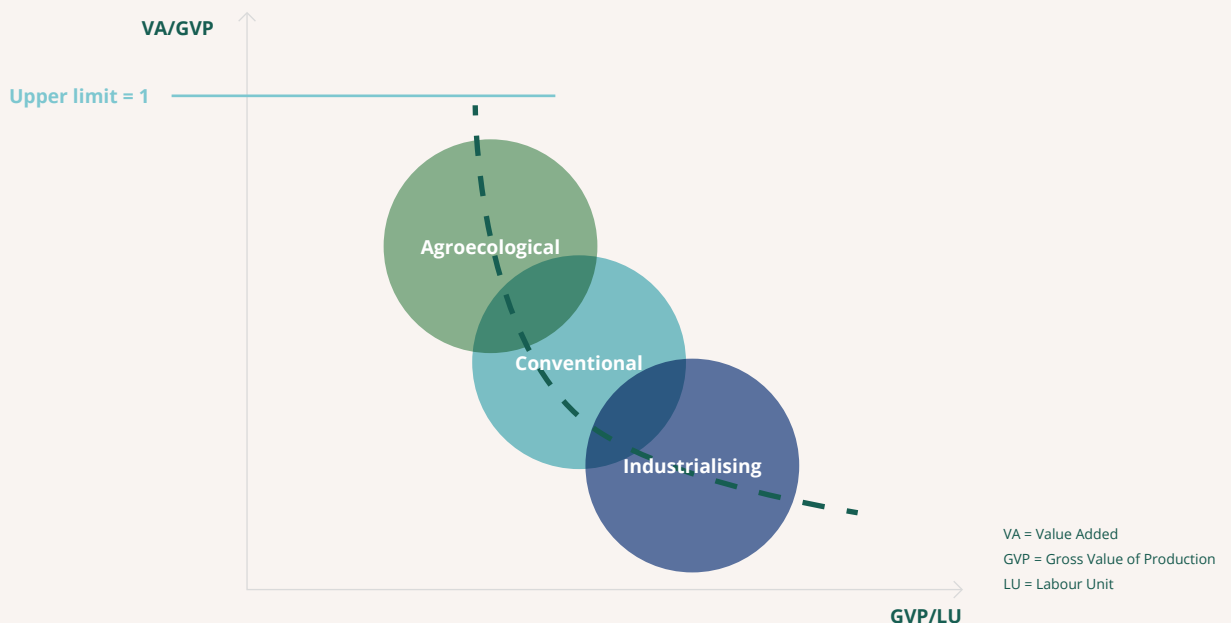 VA/GVP
Upper limit = 1
Agroecological
Conventional
Industrialising
VA = Value Added
GVP = Gross Value of Production
LU = Labour Unit
GVP/LU